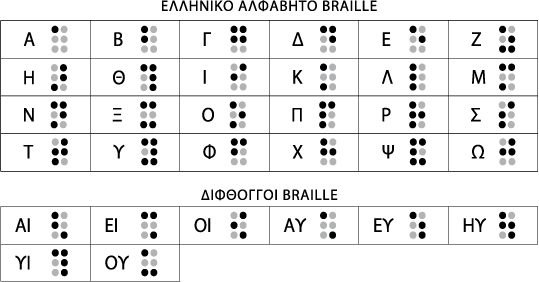 ΕΛΛΗΝΙΚΟ ΑΛΦΑΒΗΤΟ BRAILLE
Α Β Γ Δ Ε Ζ
Η Θ Ι Κ Λ Μ
Ν Ξ Ο Π Ρ Σ
Τ Υ Φ Χ Ψ Ω
ΔΙΦΘΟΓΓΟΙ BRAILLE
ΑΙ ΕΙ ΟΙ ΑΥ ΕΥ ΗΥ
ΥΙ ΟΥ